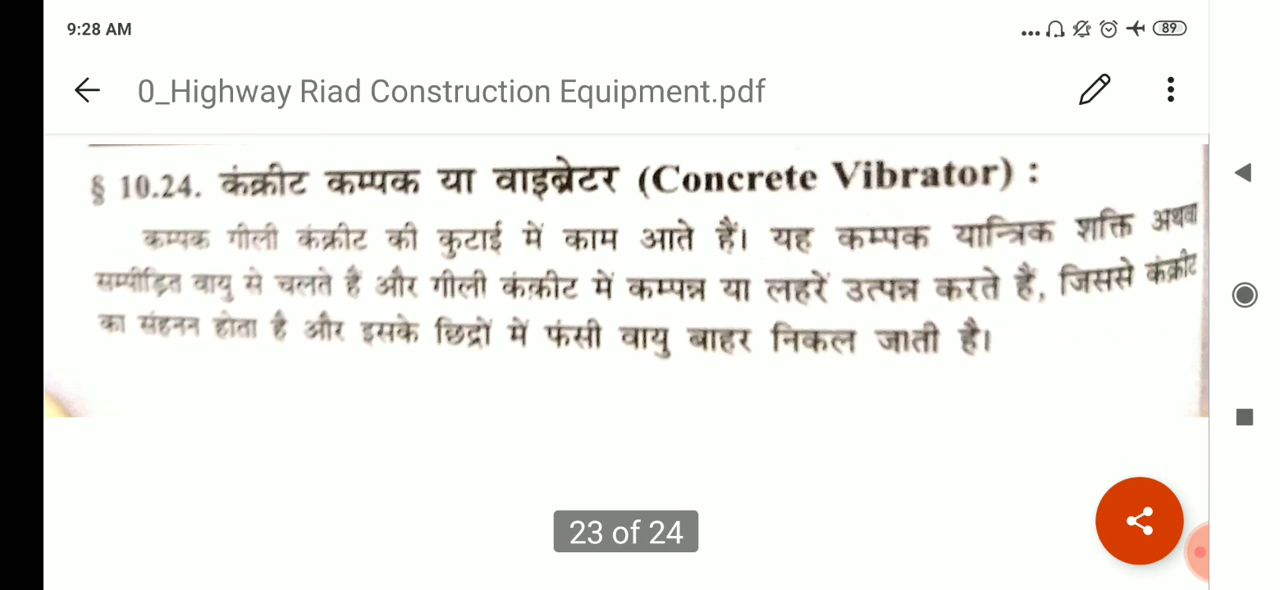 9:28 AM
89
0_Highway Riad Construction Equipment.pdf
§ 10.24. कंक्रीट कम्पक या वाइब्रेटर (Concrete Vibrator) :
कम्पक गीली कंक्रीट की कुटाई में काम आते हैं। यह कम्पक यान्त्रिक शक्ति अथवा
सम्पीड़ित वायु से चलते हैं और गीली कंक्रीट में कम्पन्न या लहरें उत्पन्न करते हैं, जिससे कंक्रीट
का संहनन होता है और इसके छिद्रों में फंसी वायु बाहर निकल जाती है।
23 of 24